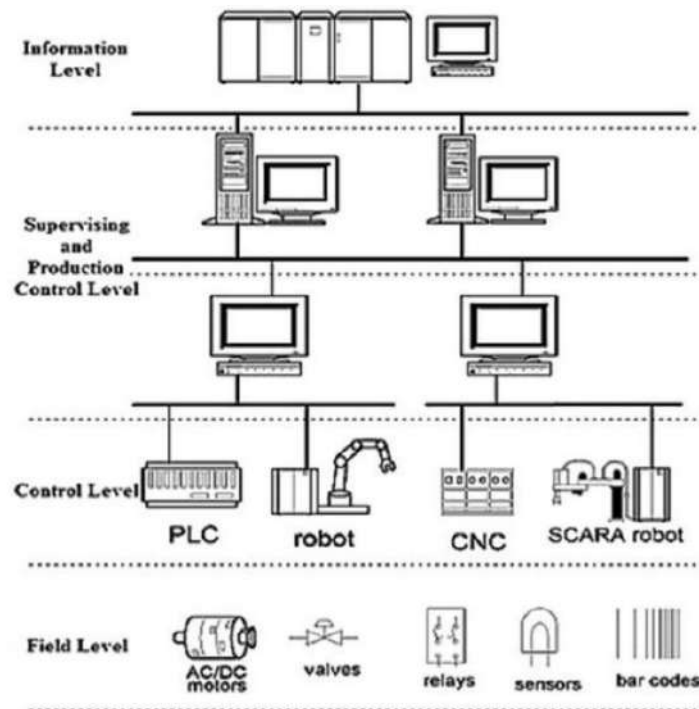 Information
Level
Supervising
and
Production
Control Level
Control Level
PLC
robot
CNC
SCARA robot
Field Level
AC/DC
motors
valves
relays
sensors
bar codes